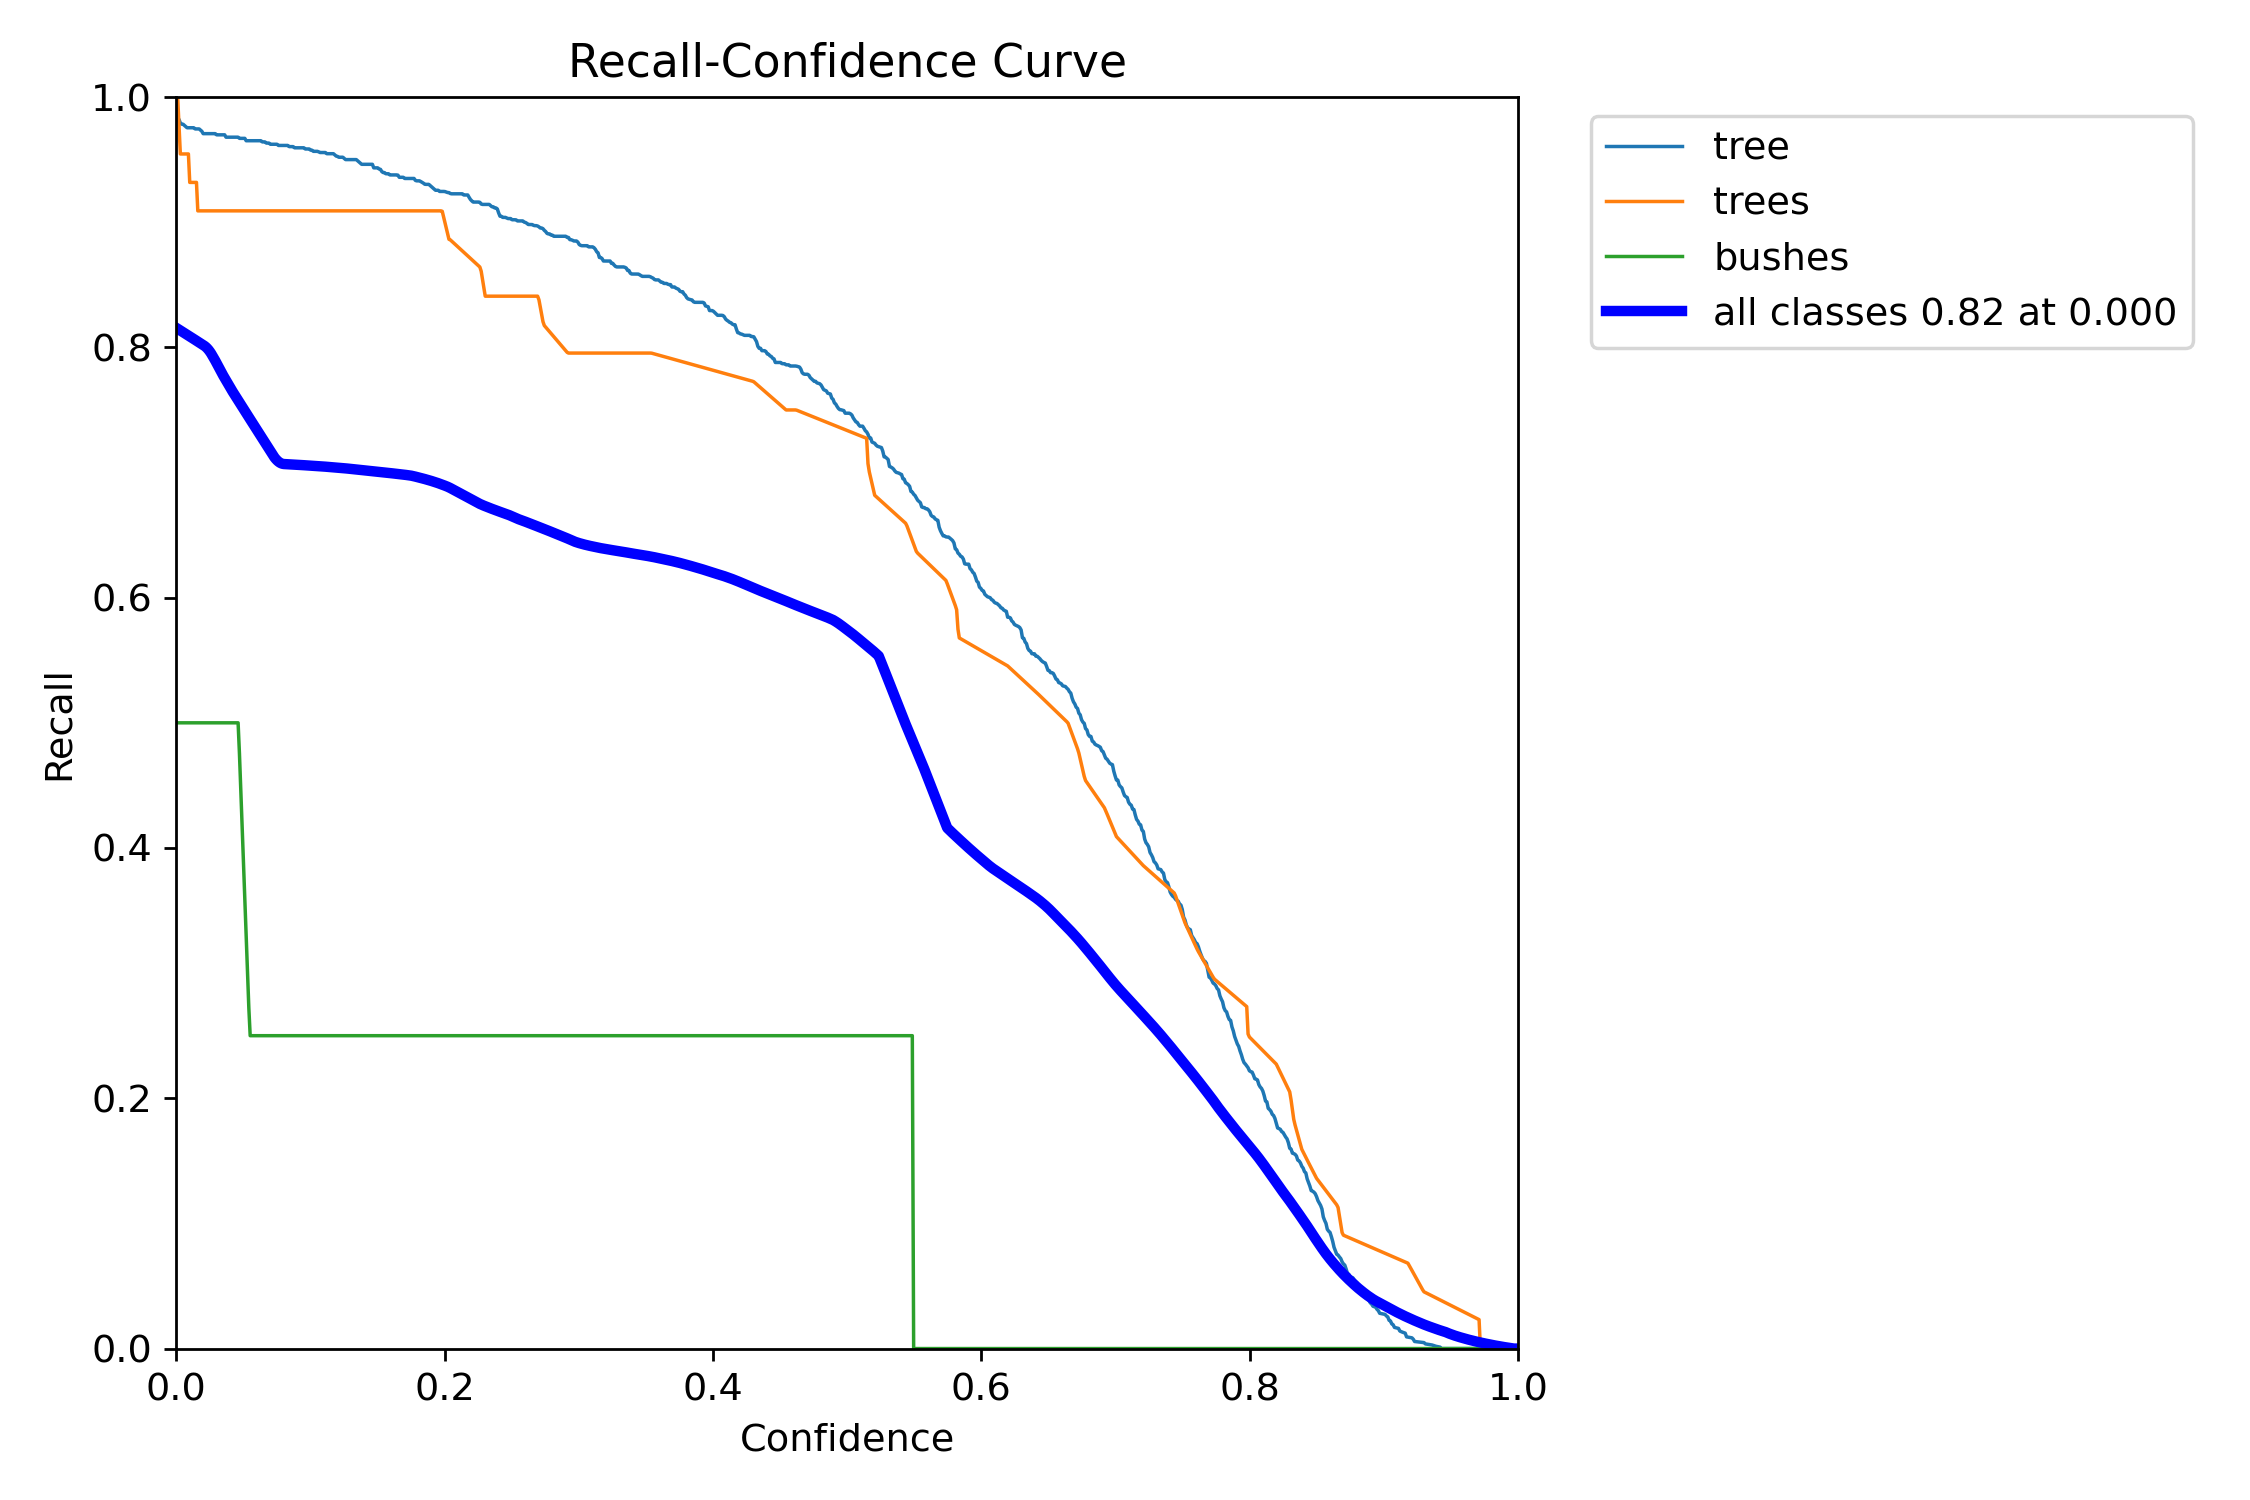 Recall-Confidence Curve
1.0
0.8
0.6
0.4
0.2
0.0
Recall
0.0 0.2 0.4 0.6 0.8 1.0
Confidence
tree
trees
bushes
all classes 0.82 at 0.000